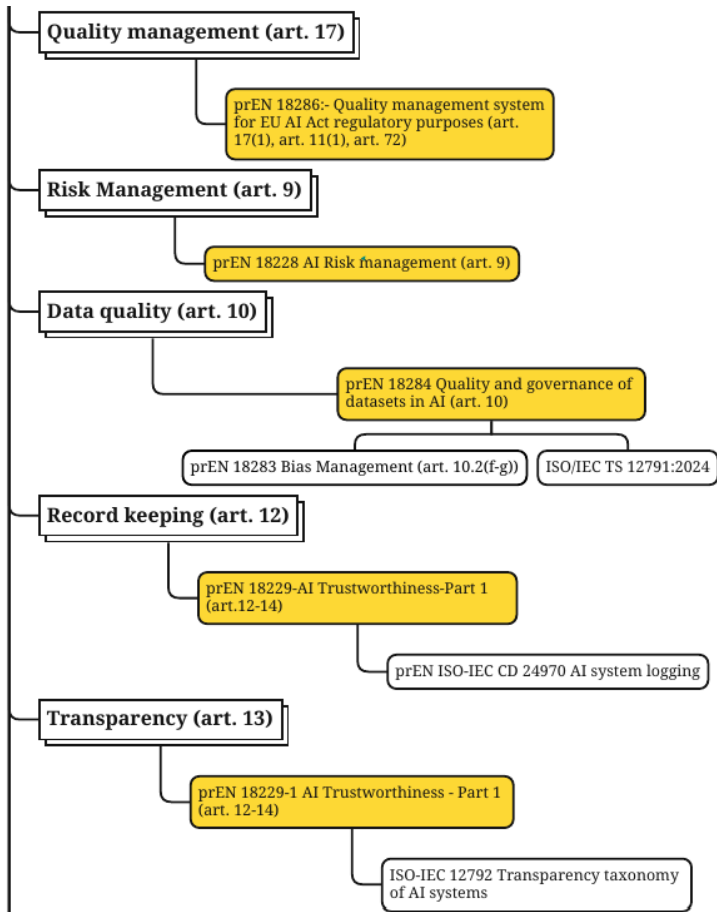 Quality management (art. 17)
prEN 18286:- Quality management system
for EU AI Act regulatory purposes (art.
17(1), art. 11(1), art. 72)
Risk Management (art. 9)
prEN 18228 AI Risk management (art. 9)
Data quality (art. 10)
prEN 18284 Quality and governance of
datasets in AI (art. 10)
prEN 18283 Bias Management (art. 10.2(f-g))
ISO/IEC TS 12791:2024
Record keeping (art. 12)
prEN 18229-AI Trustworthiness-Part 1
(art.12-14)
prEN ISO-IEC CD 24970 AI system logging
Transparency (art. 13)
prEN 18229-1 AI Trustworthiness - Part 1
(art. 12-14)
ISO-IEC 12792 Transparency taxonomy
of AI systems